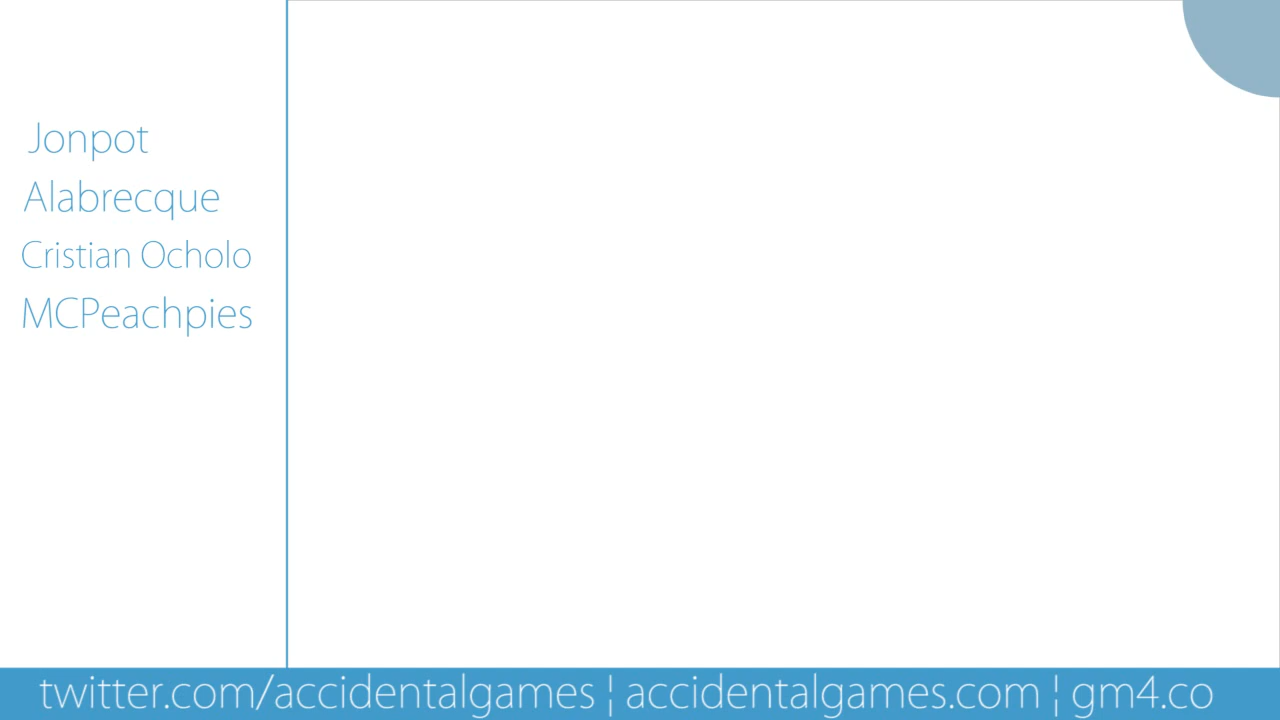 Jonpot
Alabrecque
Cristian Ocholo
MCPeachpies
twitter.com/accidentalgames ¦ accidentalgames.com ¦ gm4.co